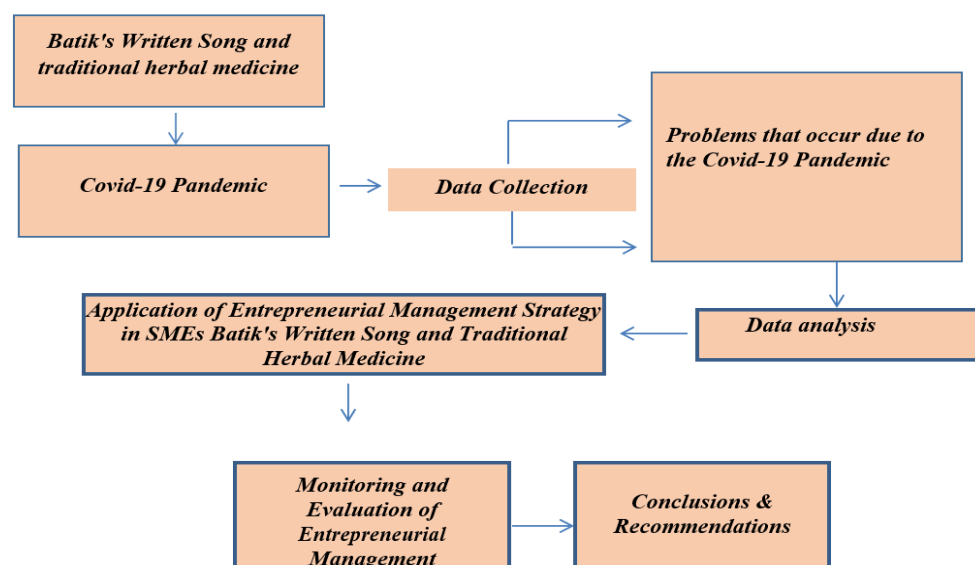 Batik's Written Song and
traditional herbal medicine
Covid-19 Pandemic
Data Collection
Problems that occur due to
the Covid-19 Pandemic
Data analysis
Application of Entrepreneurial Management Strategy
in SMEs Batik's Written Song and Traditional
Herbal Medicine
Monitoring and
Evaluation of
Entrepreneurial
Management
Conclusions &
Recommendations